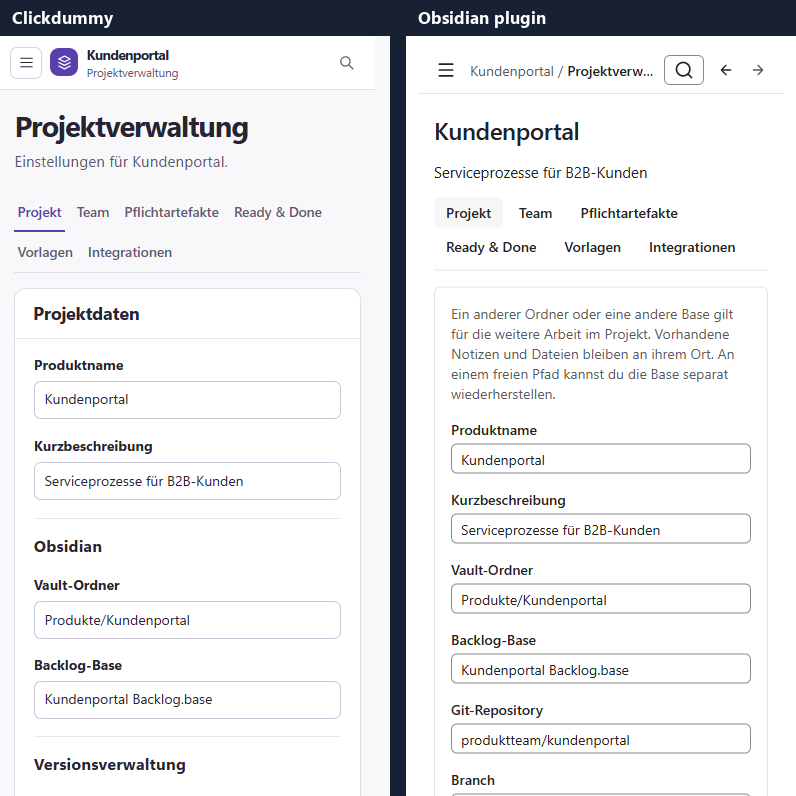 Clickdummy
Kundenportal
Projektverwaltung
Projektverwaltung
Einstellungen für Kundenportal.
Projekt Team Pflichtartefakte Ready & Done
Vorlagen Integrationen
Projektdaten
Produktname
Kundenportal
Kurzbeschreibung
Serviceprozesse für B2B-Kunden
Obsidian
Vault-Ordner
Produkte/Kundenportal
Backlog-Base
Kundenportal Backlog.base
Versionsverwaltung
Obsidian plugin
Kundenportal / Projektverw...
Kundenportal
Serviceprozesse für B2B-Kunden
Projekt Team Pflichtartefakte
Ready & Done Vorlagen Integrationen
Ein anderer Ordner oder eine andere Base gilt
für die weitere Arbeit im Projekt. Vorhandene
Notizen und Dateien bleiben an ihrem Ort. An
einem freien Pfad kannst du die Base separat
wiederherstellen.
Produktname
Kundenportal
Kurzbeschreibung
Serviceprozesse für B2B-Kunden
Vault-Ordner
Produkte/Kundenportal
Backlog-Base
Kundenportal Backlog.base
Git-Repository
produktteam/kundenportal
Branch